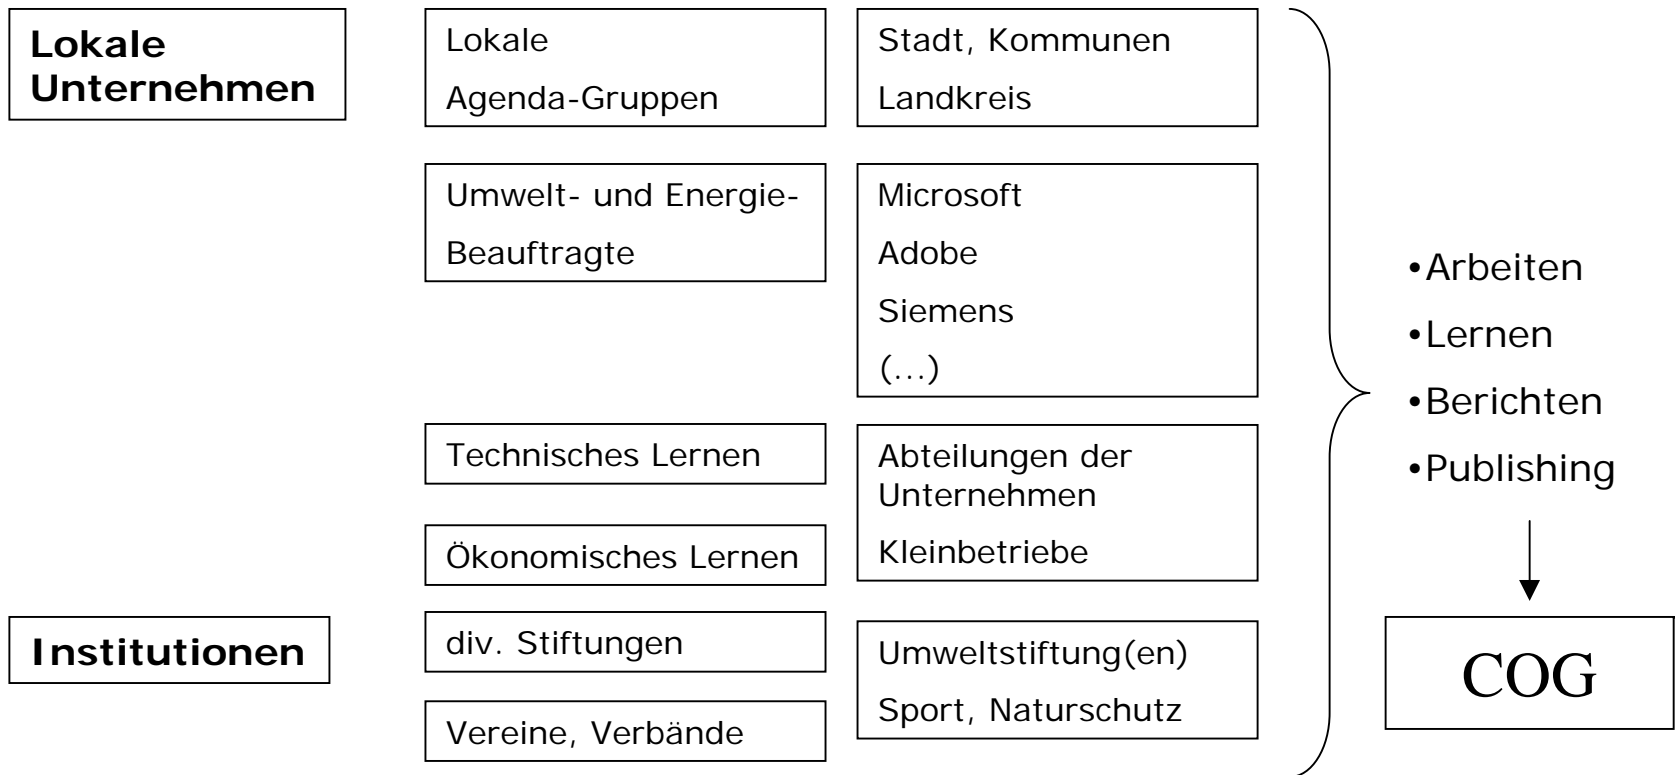 Lokale
Unternehmen
Lokale
Agenda-Gruppen
Stadt, Kommunen
Landkreis
Umwelt- und Energie-
Beauftragte
Microsoft
Adobe
Siemens
(...)
Technisches Lernen
Ökonomisches Lernen
Abteilungen der
Unternehmen
Kleinbetriebe
Institutionen
div. Stiftungen
Vereine, Verbände
Umweltstiftung(en)
Sport, Naturschutz
•Arbeiten
•Lernen
•Berichten
•Publishing
COG